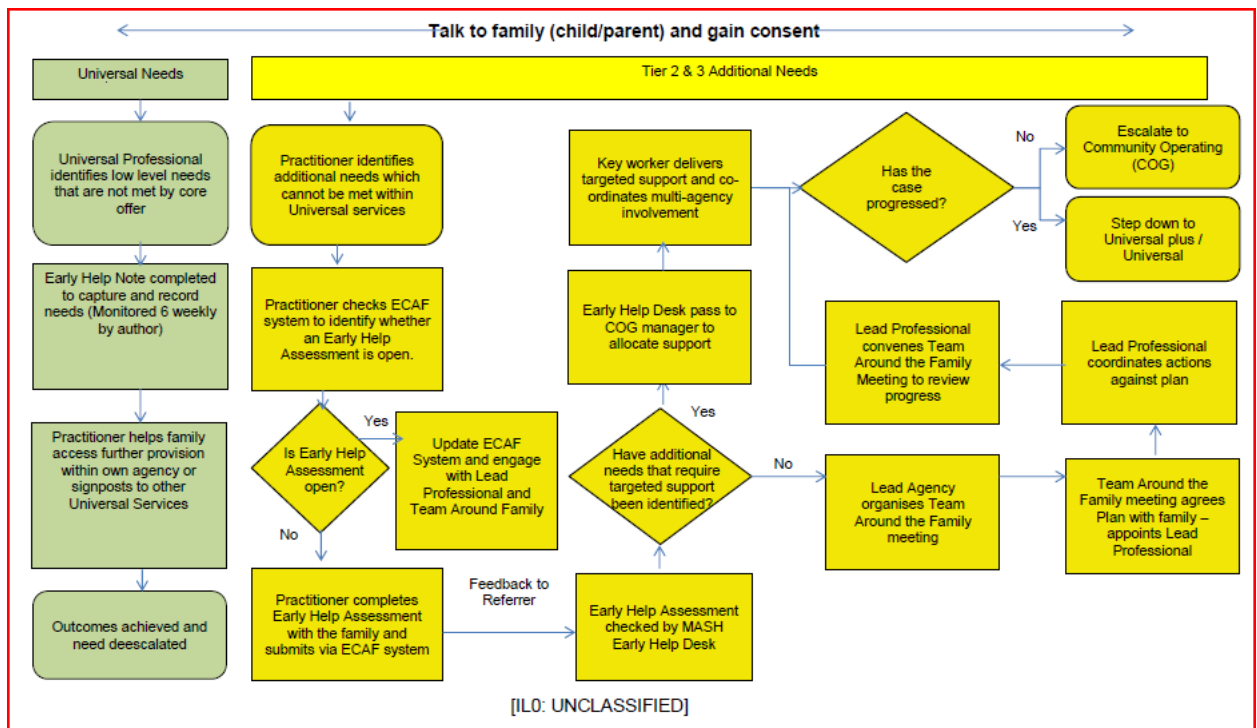 Talk to family (child/parent) and gain consent
Universal Needs
Tier 2 & 3 Additional Needs
Universal Professional
identifies low level needs
that are not met by core
offer
Early Help Note completed
to capture and record
needs (Monitored 6 weekly
by author)
Practitioner helps family
access further provision
within own agency or
signposts to other
Universal Services
Outcomes achieved and
need deescalated
Practitioner identifies
additional needs which
cannot be met within
Universal services
Practitioner checks ECAF
system to identify whether
an Early Help
Assessment is open.
Is Early Help
Assessment
open?
Yes
Update ECAF
System and engage
with Lead
Professional and
Team Around Family
No
Practitioner completes
Early Help Assessment
with the family and
submits via ECAF system
Feedback to
Referrer
Early Help Assessment
checked by MASH
Early Help Desk
Have additional
needs that require
targeted support
been identified?
Yes
Early Help Desk pass to
COG manager to
allocate support
Key worker delivers
targeted support and co-
ordinates multi-agency
involvement
No
Lead Agency
organises Team
Around the Family
meeting
Team Around the
Family meeting agrees
Plan with family –
appoints Lead
Professional
Lead Professional
coordinates actions
against plan
Lead Professional
convenes Team
Around the Family
Meeting to review
progress
Has the
case
progressed?
No
Escalate to
Community Operating
(COG)
Yes
Step down to
Universal plus /
Universal
[IL0: UNCLASSIFIED]